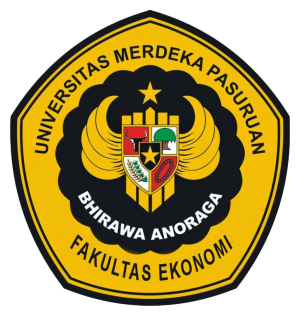 UNIVERSITAS MERDEKA PASURUAN
BHIRAWA ANORAGA
FAKULTAS EKONOMI